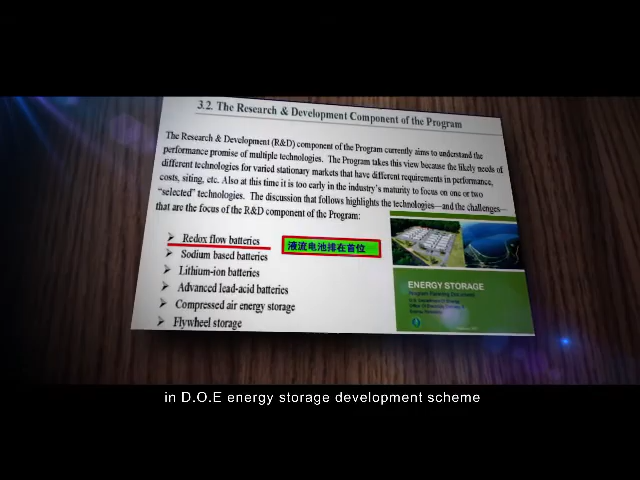 3.2. The Research & Development Component of the Program
The Research & Development (R&D) component of the Program currently aims to understand the
performance promise of multiple technologies. The Program takes this view because the likely needs of
different technologies for varied stationary markets that have different requirements in performance,
costs, siting, etc. Also at this time it is too early in the industry's maturity to focus on one or two
"selected" technologies. The discussion that follows highlights the technologies—and the challenges—
that are the focus of the R&D component of the Program:
➢ Redox flow batteries
液流电池排在首位
➢ Sodium based batteries
➢ Lithium-ion batteries
➢ Advanced lead-acid batteries
➢ Compressed air energy storage
➢ Flywheel storage
ENERGY STORAGE
in D.O.E energy storage development scheme